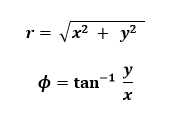 r = √(x² + y²)
ϕ = tan⁻¹ y/x